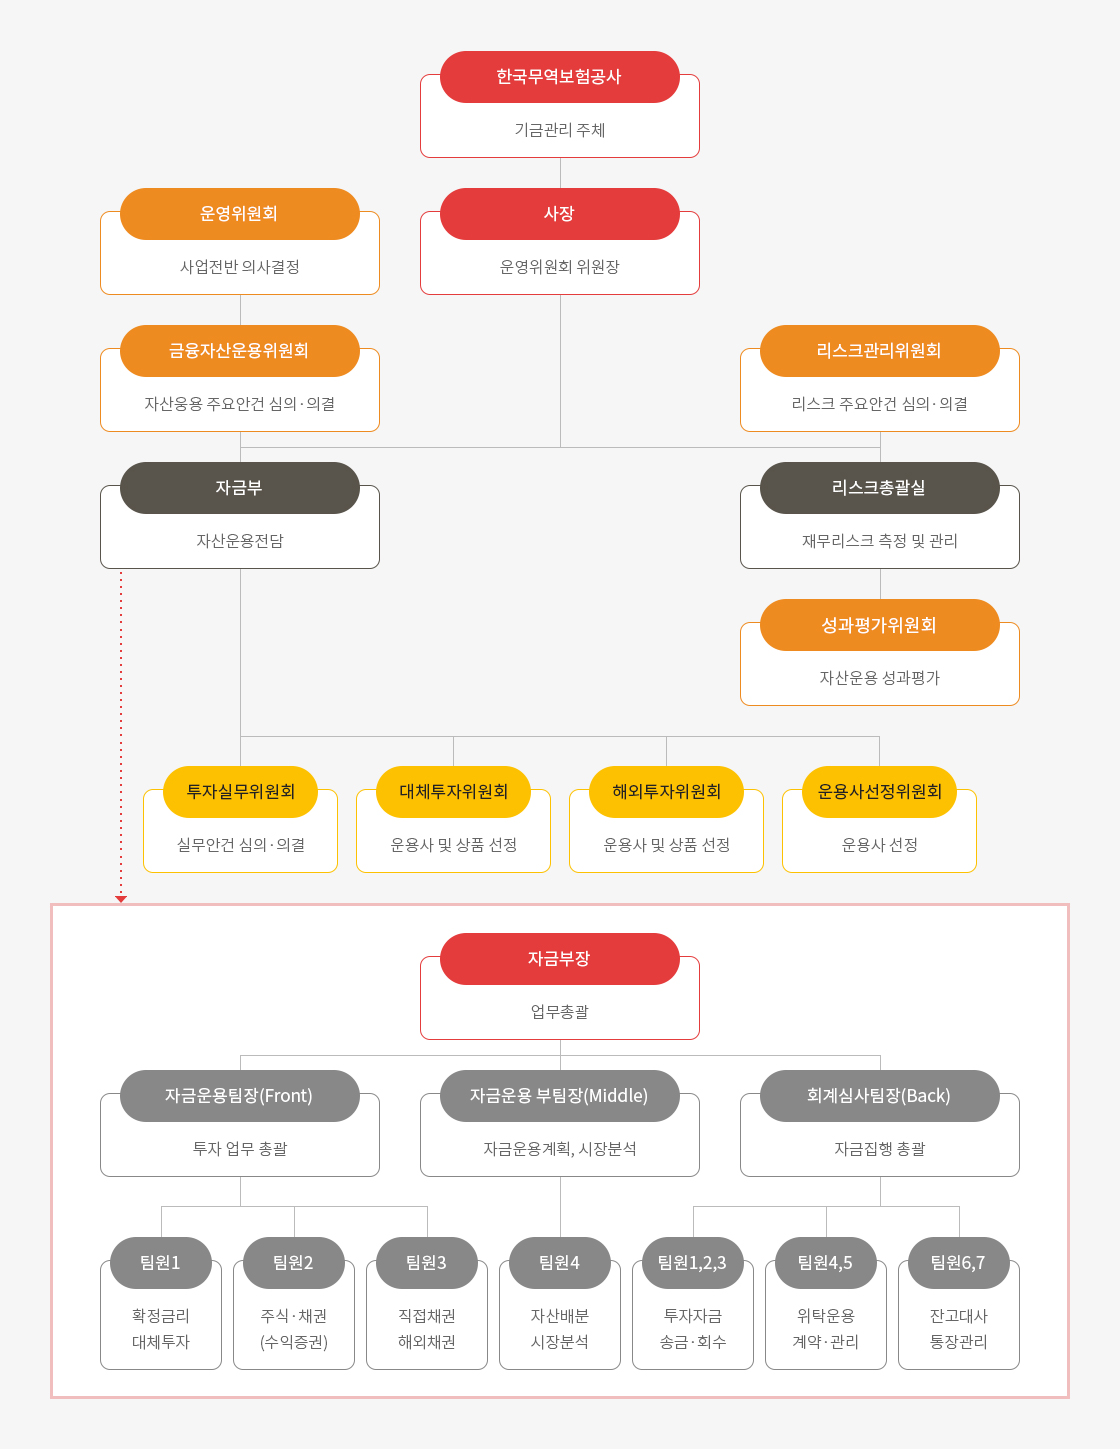 한국무역보험공사
기금관리 주체
운영위원회
사업전반 의사결정
사장
운영위원회 위원장
금융자산운용위원회
자산웅용 주요안건 심의·의결
리스크관리위원회
리스크 주요안건 심의·의결
자금부
자산운용전담
리스크총괄실
재무리스크 측정 및 관리
성과평가위원회
자산운용 성과평가
투자실무위원회
실무안건 심의·의결
대체투자위원회
운용사 및 상품 선정
해외투자위원회
운용사 및 상품 선정
운용사선정위원회
운용사 선정
자금부장
업무총괄
자금운용팀장(Front)
투자 업무 총괄
자금운용 부팀장(Middle)
자금운용계획, 시장분석
회계심사팀장(Back)
자금집행 총괄
팀원1
확정금리
대체투자
팀원2
주식·채권
(수익증권)
팀원3
직접채권
해외채권
팀원4
자산배분
시장분석
팀원1,2,3
투자자금
송금·회수
팀원4,5
위탁운용
계약·관리
팀원6,7
잔고대사
통장관리